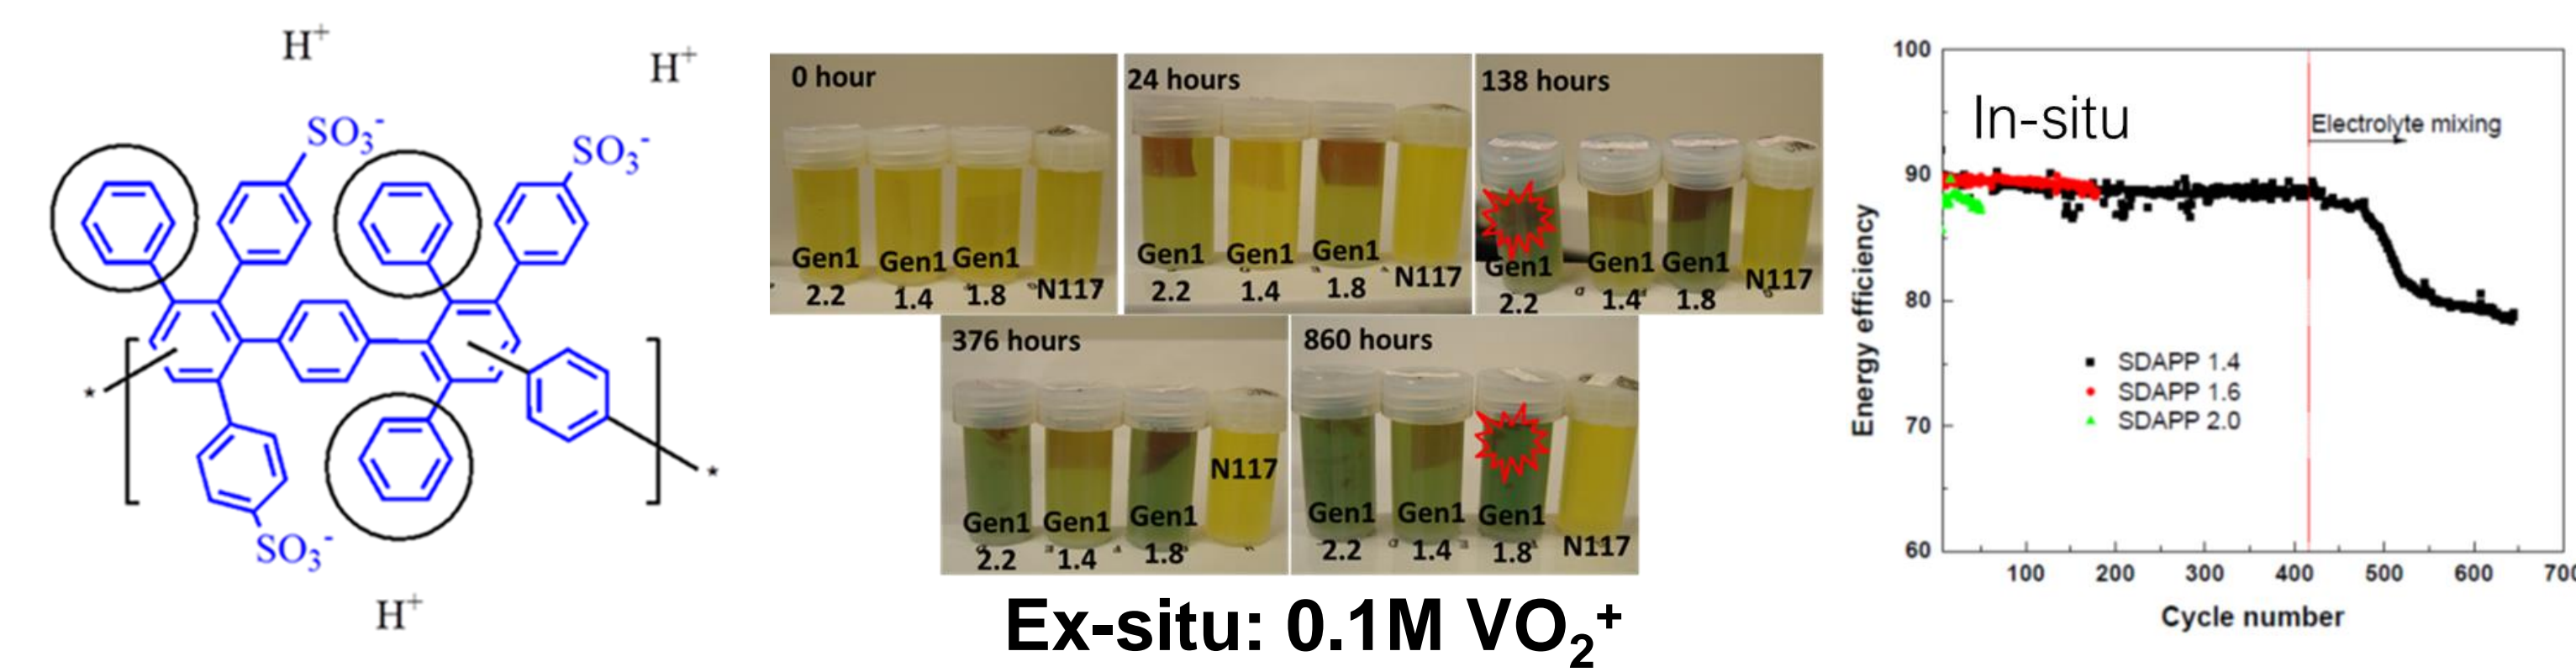 H⁺
H⁺
SO₃⁻
SO₃⁻
SO₃⁻
H⁺
*
*
0 hour
Gen1 Gen1 Gen1 N117
2.2 1.4 1.8
24 hours
Gen1 Gen1 Gen1 N117
2.2 1.4 1.8
138 hours
Gen1 Gen1 Gen1 N117
2.2 1.4 1.8
376 hours
N117
Gen1 Gen1 Gen1
2.2 1.4 1.8
860 hours
Gen1 Gen1 Gen1 N117
2.2 1.4 1.8
Ex-situ: 0.1M VO₂⁺
In-situ
Electrolyte mixing
Energy efficiency
100
90
80
70
60
SDAPP 1.4
SDAPP 1.6
SDAPP 2.0
100 200 300 400 500 600 700
Cycle number